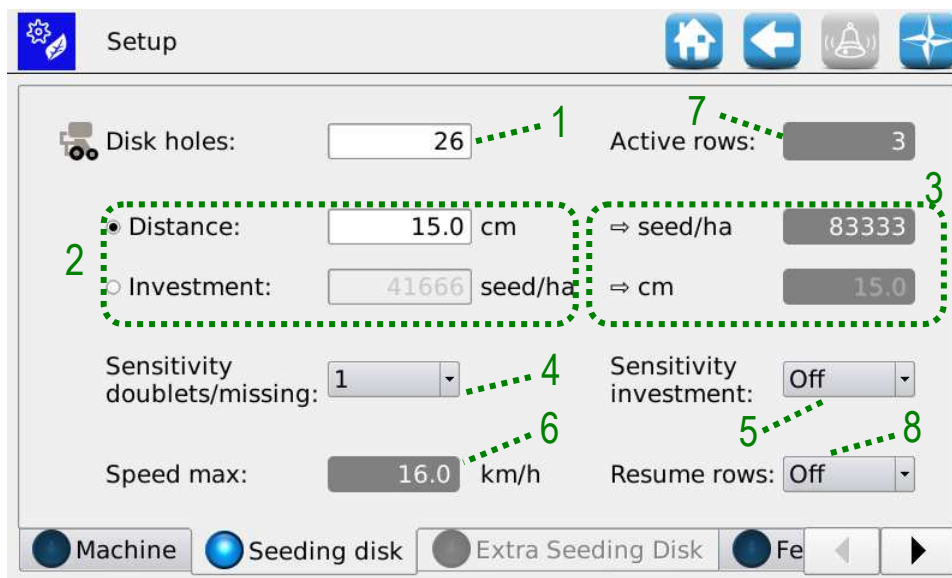 Setup
Disk holes: 26 1 Active rows: 3 7
2 Distance: 15.0 cm ⇨ seed/ha 83333 3
Investment: 41666 seed/ha ⇨ cm 15.0
Sensitivity
doublets/missing: 1 4
Sensitivity
investment: Off 5
Speed max: 16.0 km/h 6 Resume rows: Off 8
Machine Seeding disk Extra Seeding Disk Fe